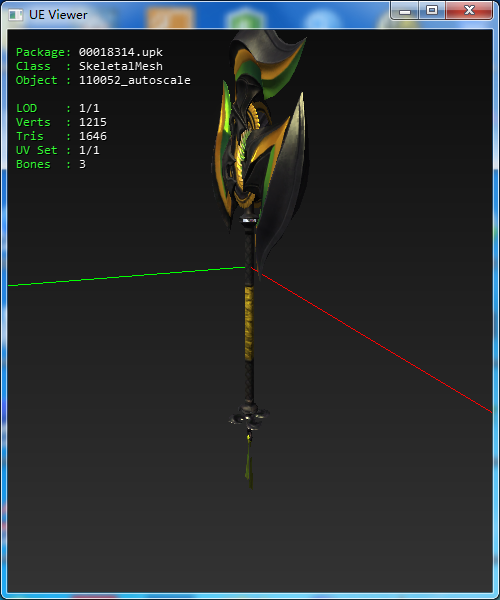 UE Viewer
Package: 00018314.upk
Class : SkeletalMesh
Object : 110052_autoscale
LOD : 1/1
Verts : 1215
Tris : 1646
UV Set : 1/1
Bones : 3